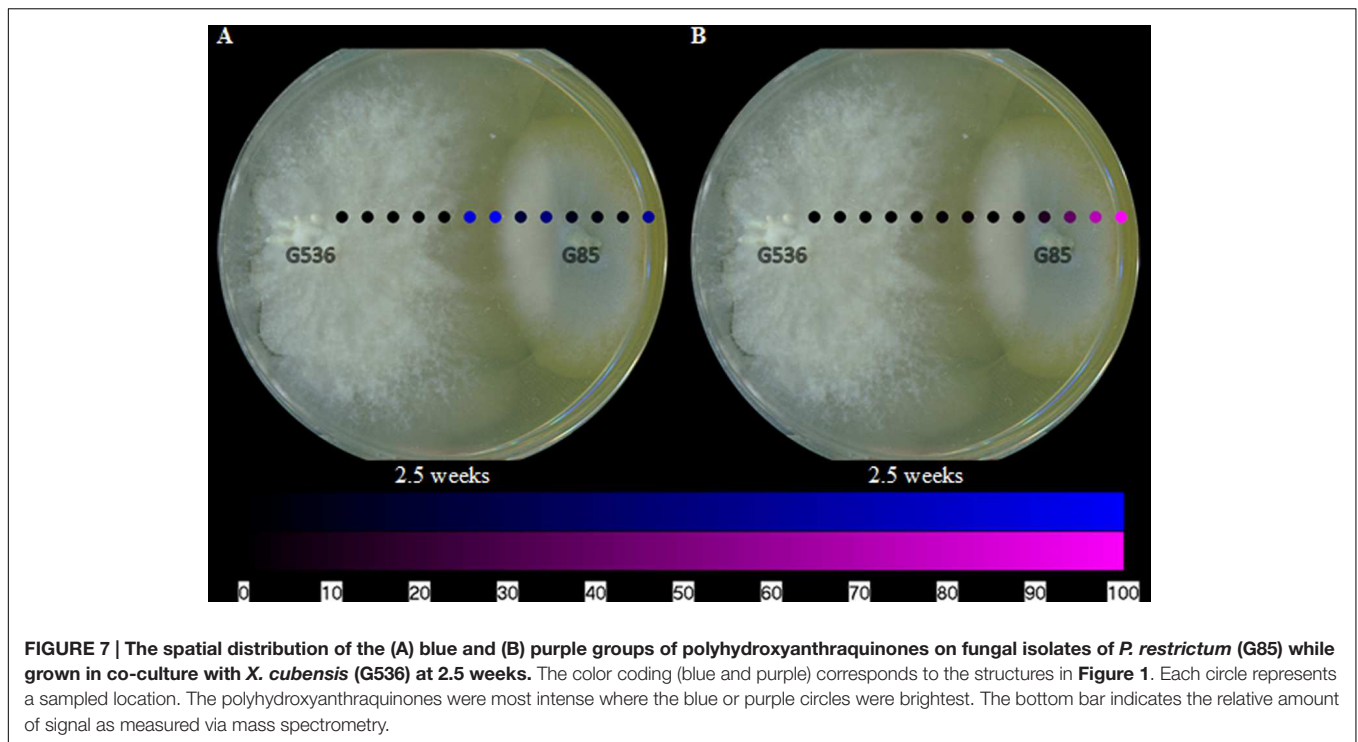 A B
G536 G85 G536 G85
2.5 weeks 2.5 weeks
0 10 20 30 40 50 60 70 80 90 100
FIGURE 7 | The spatial distribution of the (A) blue and (B) purple groups of polyhydroxyanthraquinones on fungal isolates of P. restrictum (G85) while
grown in co-culture with X. cubensis (G536) at 2.5 weeks. The color coding (blue and purple) corresponds to the structures in Figure 1. Each circle represents
a sampled location. The polyhydroxyanthraquinones were most intense where the blue or purple circles were brightest. The bottom bar indicates the relative amount
of signal as measured via mass spectrometry.